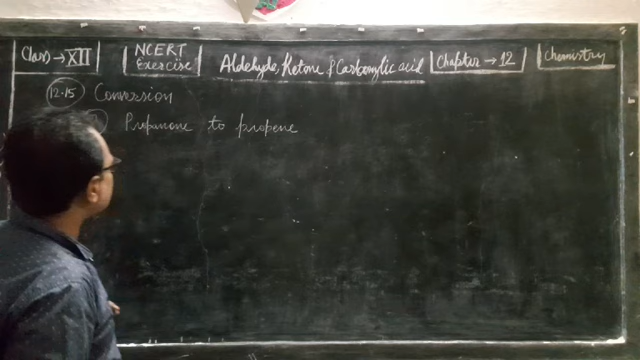 Class → XII
NCERT
Exercise
Aldehyde, Ketone & Carboxylic acid
Chapter → 12
Chemistry
12.15 Conversion
Propanone to propene